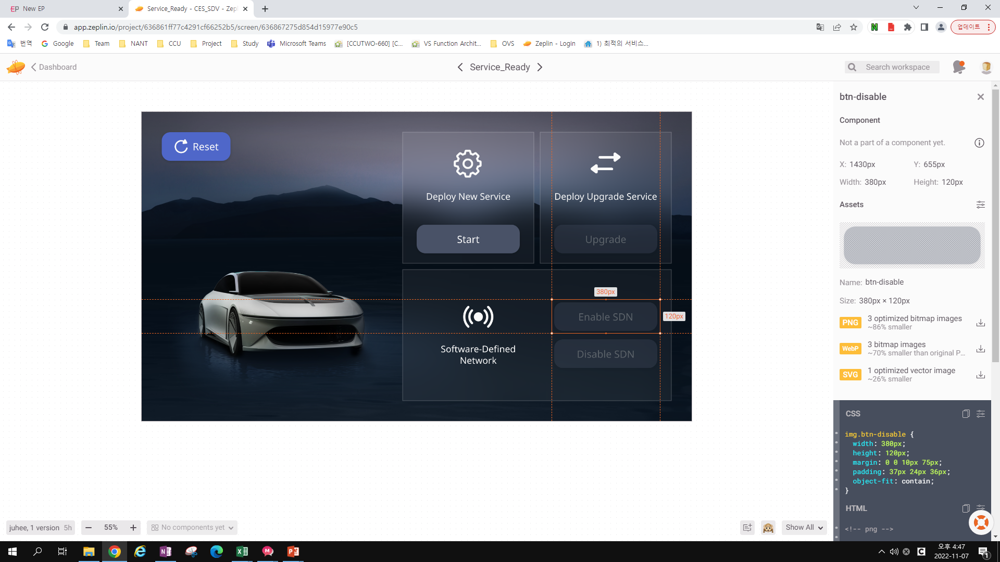 New EP
Service_Ready - CES_SDV - Zepl
app.zeplin.io/project/636861ff77c4291cf66252b5/screen/636867275d854d15977e90c5
업데이트
번역
Google
Team
NANT
CCU
Project
Study
Microsoft Teams
[CCUTWO-660] [C...
VS Function Archit...
OVS
Zeplin - Login
1) 최적의 서비스...
Dashboard
Service_Ready
Search workspace
Reset
Deploy New Service
Start
Deploy Upgrade Service
Upgrade
380px
Enable SDN
120px
Software-Defined
Network
Disable SDN
btn-disable
Component
Not a part of a component yet.
X: 1430px
Y: 655px
Width: 380px
Height: 120px
Assets
Name: btn-disable
Size: 380px × 120px
PNG
3 optimized bitmap images
~86% smaller
WebP
3 bitmap images
~70% smaller than original P...
SVG
1 optimized vector image
~26% smaller
CSS
img.btn-disable {
width: 380px;
height: 120px;
margin: 0 0 10px 75px;
padding: 37px 24px 36px;
object-fit: contain;
}
HTML
<!-- png -->
juhee, 1 version 5h
55%
No components yet
Show All
오후 4:47
2022-11-07
1